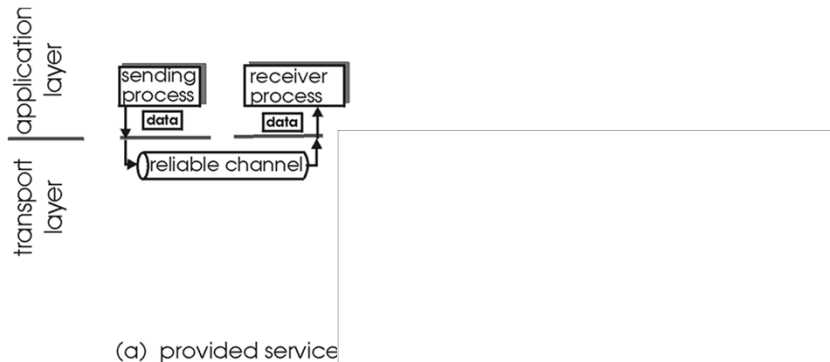 application
layer
sending
process
receiver
process
data
data
reliable channel
transport
layer
(a) provided service